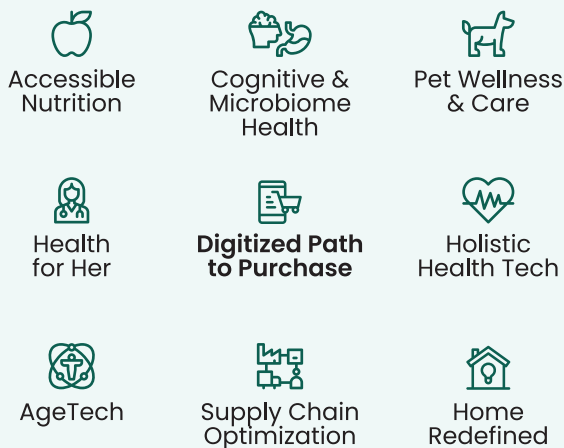 Accessible
Nutrition
Cognitive &
Microbiome
Health
Pet Wellness
& Care
Health
for Her
Digitized Path
to Purchase
Holistic
Health Tech
AgeTech
Supply Chain
Optimization
Home
Redefined